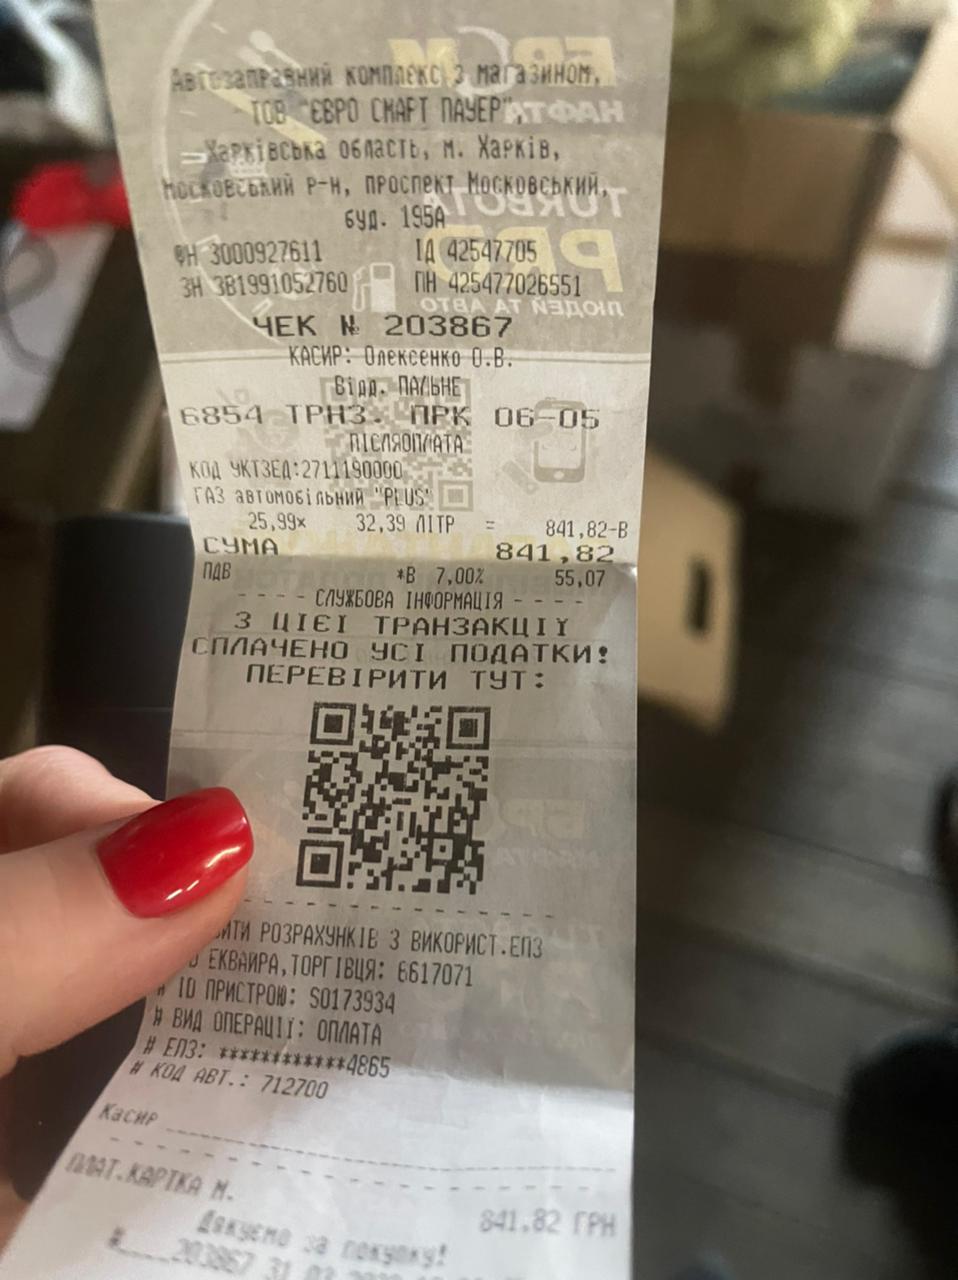 Автозаправний комплекс з магазином,
ТОВ "ЄВРО СМАРТ ПАУЕР",
Харківська область, м. Харків,
Московський р-н, проспект Московський,
буд. 195А
ФН 3000927611 ІД 42547705
ЗН ЗВ1991052760 ПН 425477026551
ЧЕК № 203867
КАСИР: Олексенко О.В.
Відд. ПАЛЬНЕ
6854 ТРНЗ. ПРК 06-05
ПІСЛЯОПЛАТА
КОД УКТЗЕД:2711190000
ГАЗ автомобільний "PLUS"
25,99× 32,39 ЛІТР = 841,82-В
СУМА 841,82
ПДВ *В 7,00% 55,07
- - - - СЛУЖБОВА ІНФОРМАЦІЯ - - - -
З ЦІЄЇ ТРАНЗАКЦІЇ
СПЛАЧЕНО УСІ ПОДАТКИ!
ПЕРЕВІРИТИ ТУТ:
РОЗРАХУНКІВ З ВИКОРИСТ.ЕПЗ
ЕКВАЙРА,ТОРГІВЦЯ: 6617071
# ID ПРИСТРОЮ: S0173934
# ВИД ОПЕРАЦІЇ: ОПЛАТА
# ЕПЗ: ************4865
# КОД АВТ.: 712700
Касир
ПЛАТ.КАРТКА М.
841,82 ГРН
Дякуємо за покупку!
203867 31